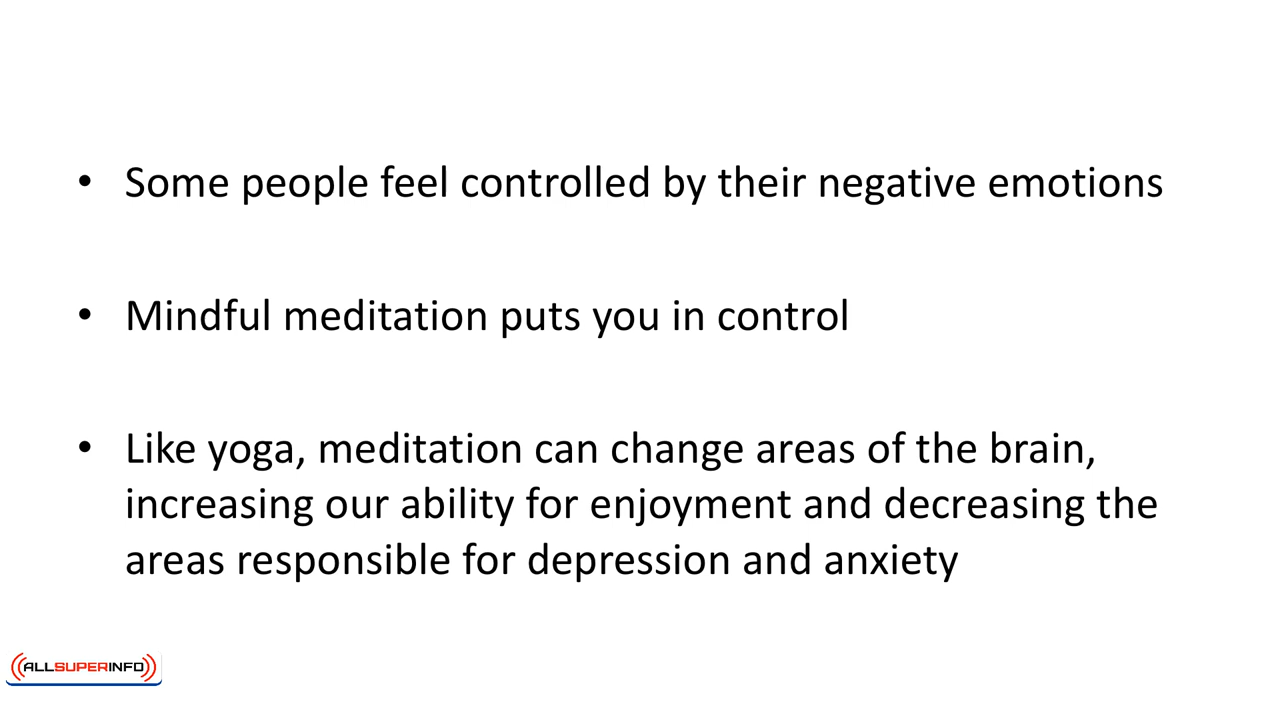 • Some people feel controlled by their negative emotions
• Mindful meditation puts you in control
• Like yoga, meditation can change areas of the brain,
increasing our ability for enjoyment and decreasing the
areas responsible for depression and anxiety
ALLSUPERINFO